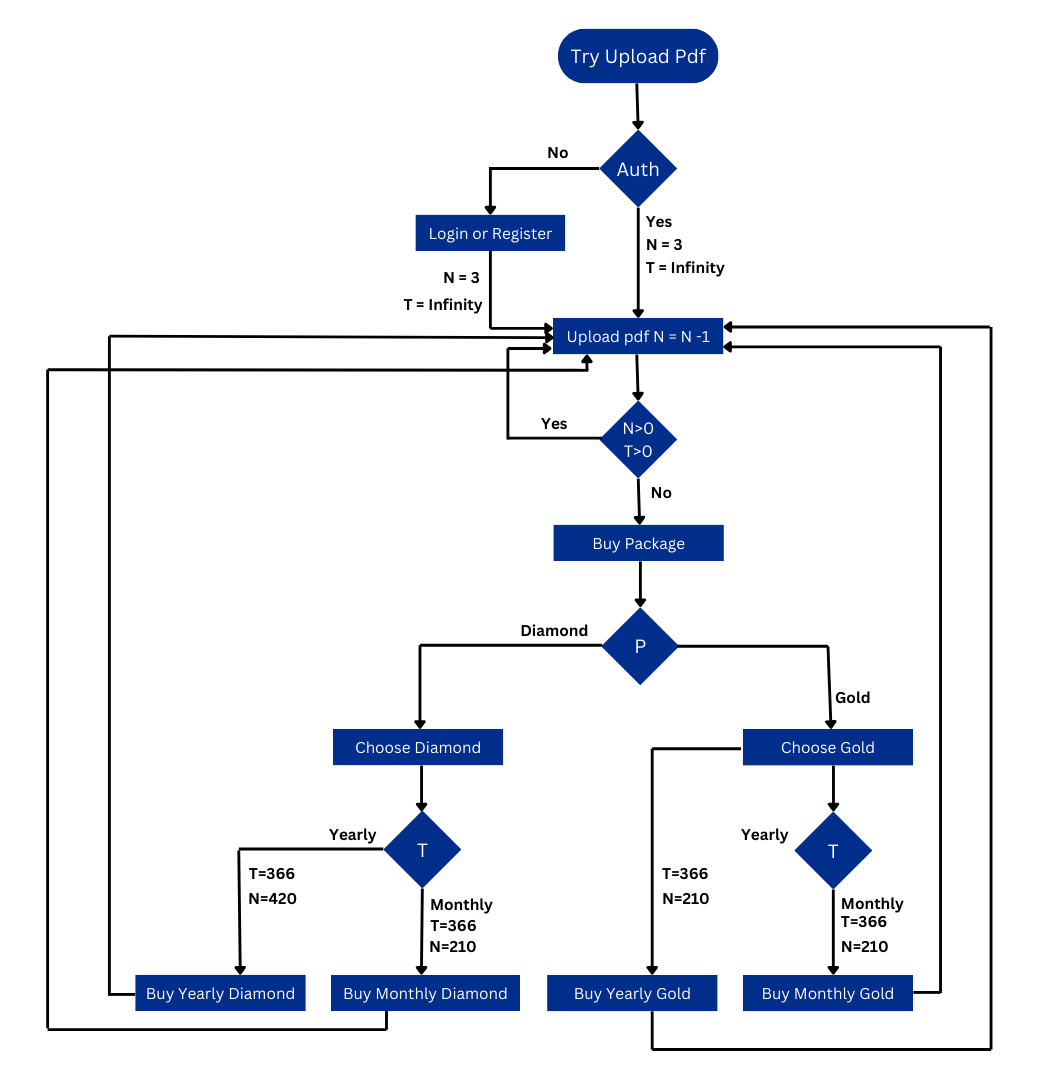 Try Upload Pdf
Auth
No
Login or Register
Yes
N = 3
T = Infinity
N = 3
T = Infinity
Upload pdf N = N -1
N>0
T>0
Yes
No
Buy Package
P
Diamond
Gold
Choose Diamond
Choose Gold
T
Yearly
T=366
N=420
Monthly
T=366
N=210
T=366
N=210
Yearly
T
Monthly
T=366
N=210
Buy Yearly Diamond
Buy Monthly Diamond
Buy Yearly Gold
Buy Monthly Gold